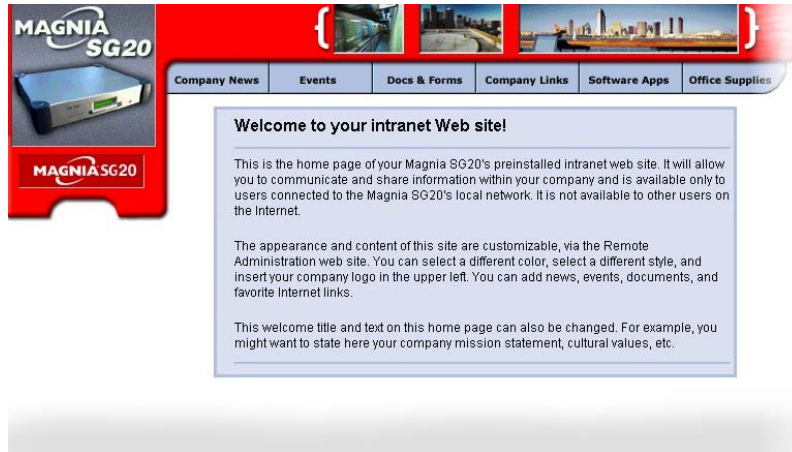 MAGNIA
SG20
{ }
Company News Events Docs & Forms Company Links Software Apps Office Supplies
MAGNIA SG20
Welcome to your intranet Web site!
This is the home page of your Magnia SG20's preinstalled intranet web site. It will allow
you to communicate and share information within your company and is available only to
users connected to the Magnia SG20's local network. It is not available to other users on
the Internet.
The appearance and content of this site are customizable, via the Remote
Administration web site. You can select a different color, select a different style, and
insert your company logo in the upper left. You can add news, events, documents, and
favorite Internet links.
This welcome title and text on this home page can also be changed. For example, you
might want to state here your company mission statement, cultural values, etc.